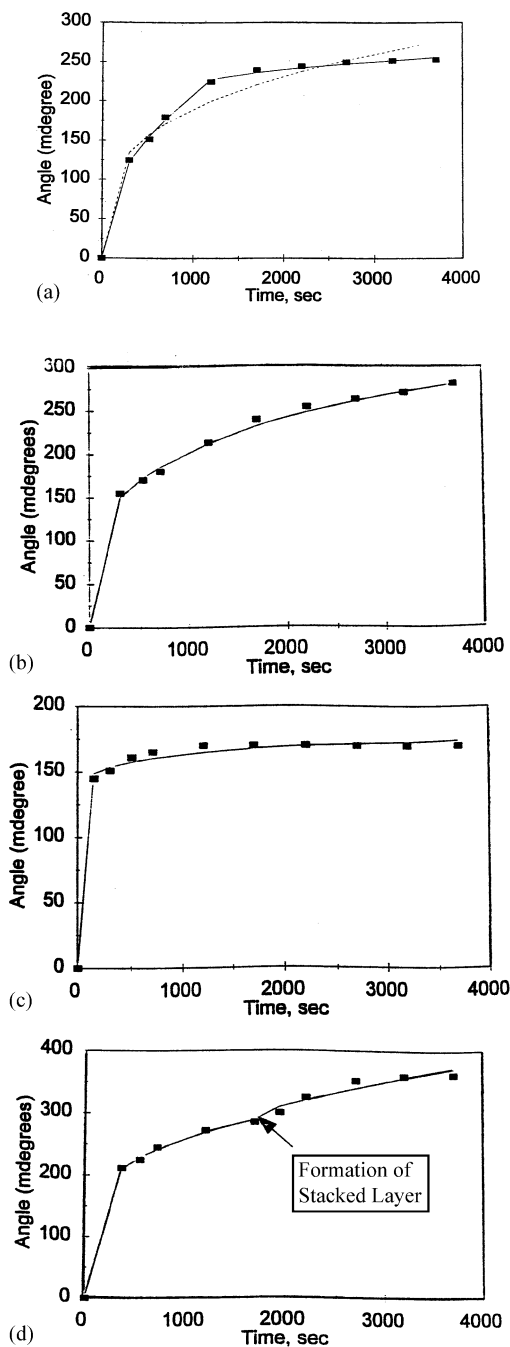 300
250
200
150
100
50
0
Angle (mdegree)
0 1000 2000 3000 4000
Time, sec
(a)
300
250
200
150
100
50
0
Angle (mdegrees)
0 1000 2000 3000 4000
Time, sec
(b)
200
150
100
50
0
Angle (mdegree)
0 1000 2000 3000 4000
Time, sec
(c)
400
300
200
100
0
Angle (mdegrees)
Formation of
Stacked Layer
0 1000 2000 3000 4000
Time, sec
(d)